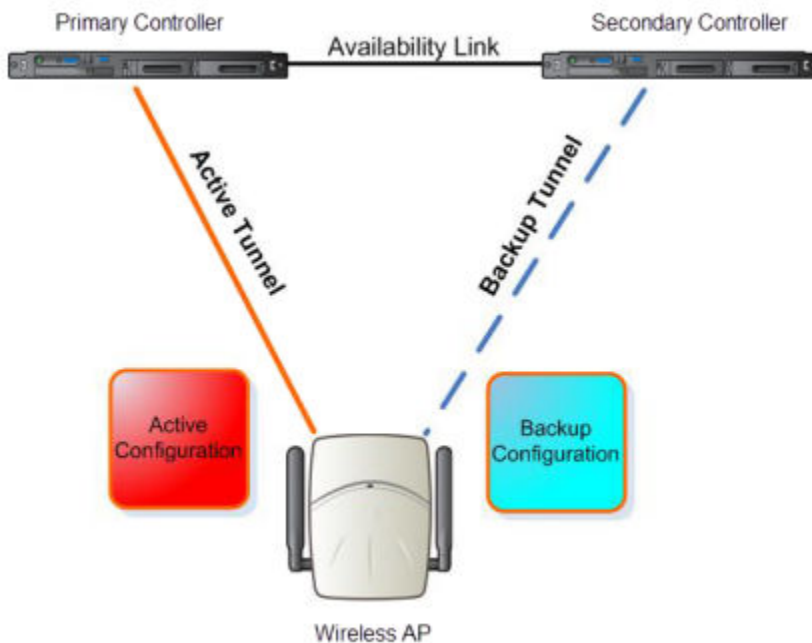 Primary Controller
Secondary Controller
Availability Link
Active Tunnel
Backup Tunnel
Active
Configuration
Backup
Configuration
Wireless AP